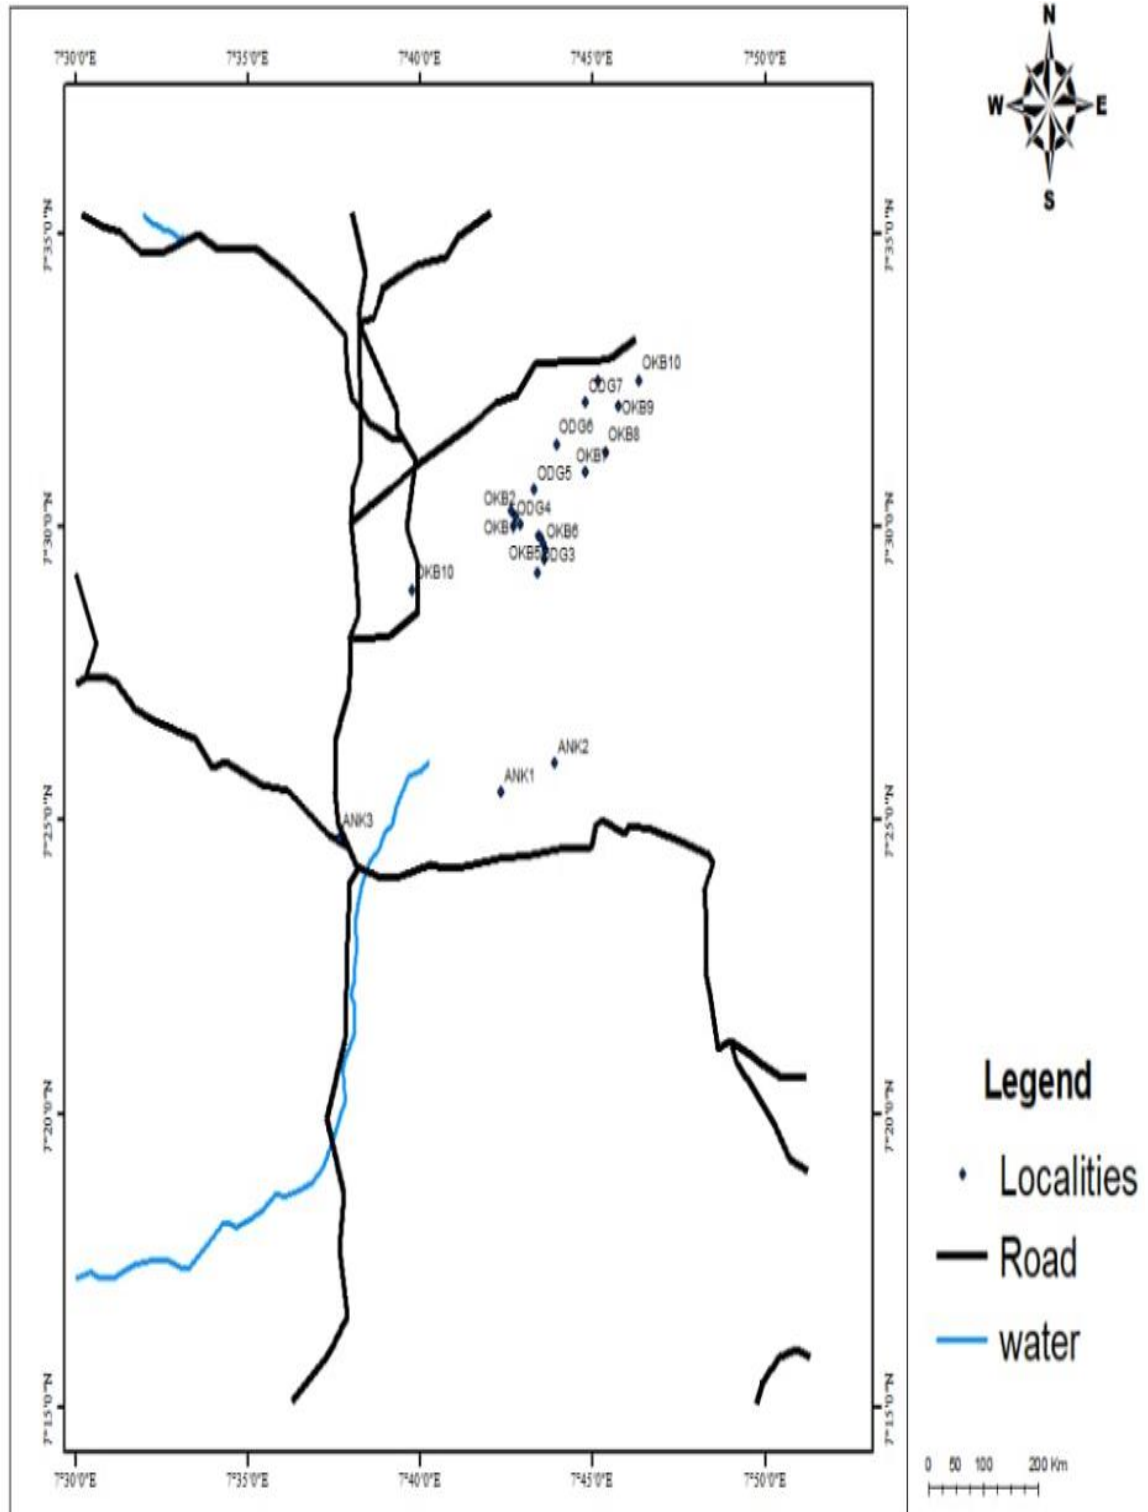 N
W E
S
7°30'0"E 7°35'0"E 7°40'0"E 7°45'0"E 7°50'0"E
7°35'0"N 7°35'0"N
OKB10
ODG7
OKB9
ODG6
OKB8
OKB7
ODG5
OKB2
ODG4
7°30'0"N 7°30'0"N
OKB
OKB6
OKB5 ODG3
OKB10
ANK2
ANK1
7°25'0"N 7°25'0"N
ANK3
7°20'0"N 7°20'0"N
7°15'0"N 7°15'0"N
7°30'0"E 7°35'0"E 7°40'0"E 7°45'0"E 7°50'0"E
Legend
Localities
Road
water
0 50 100 200 Km